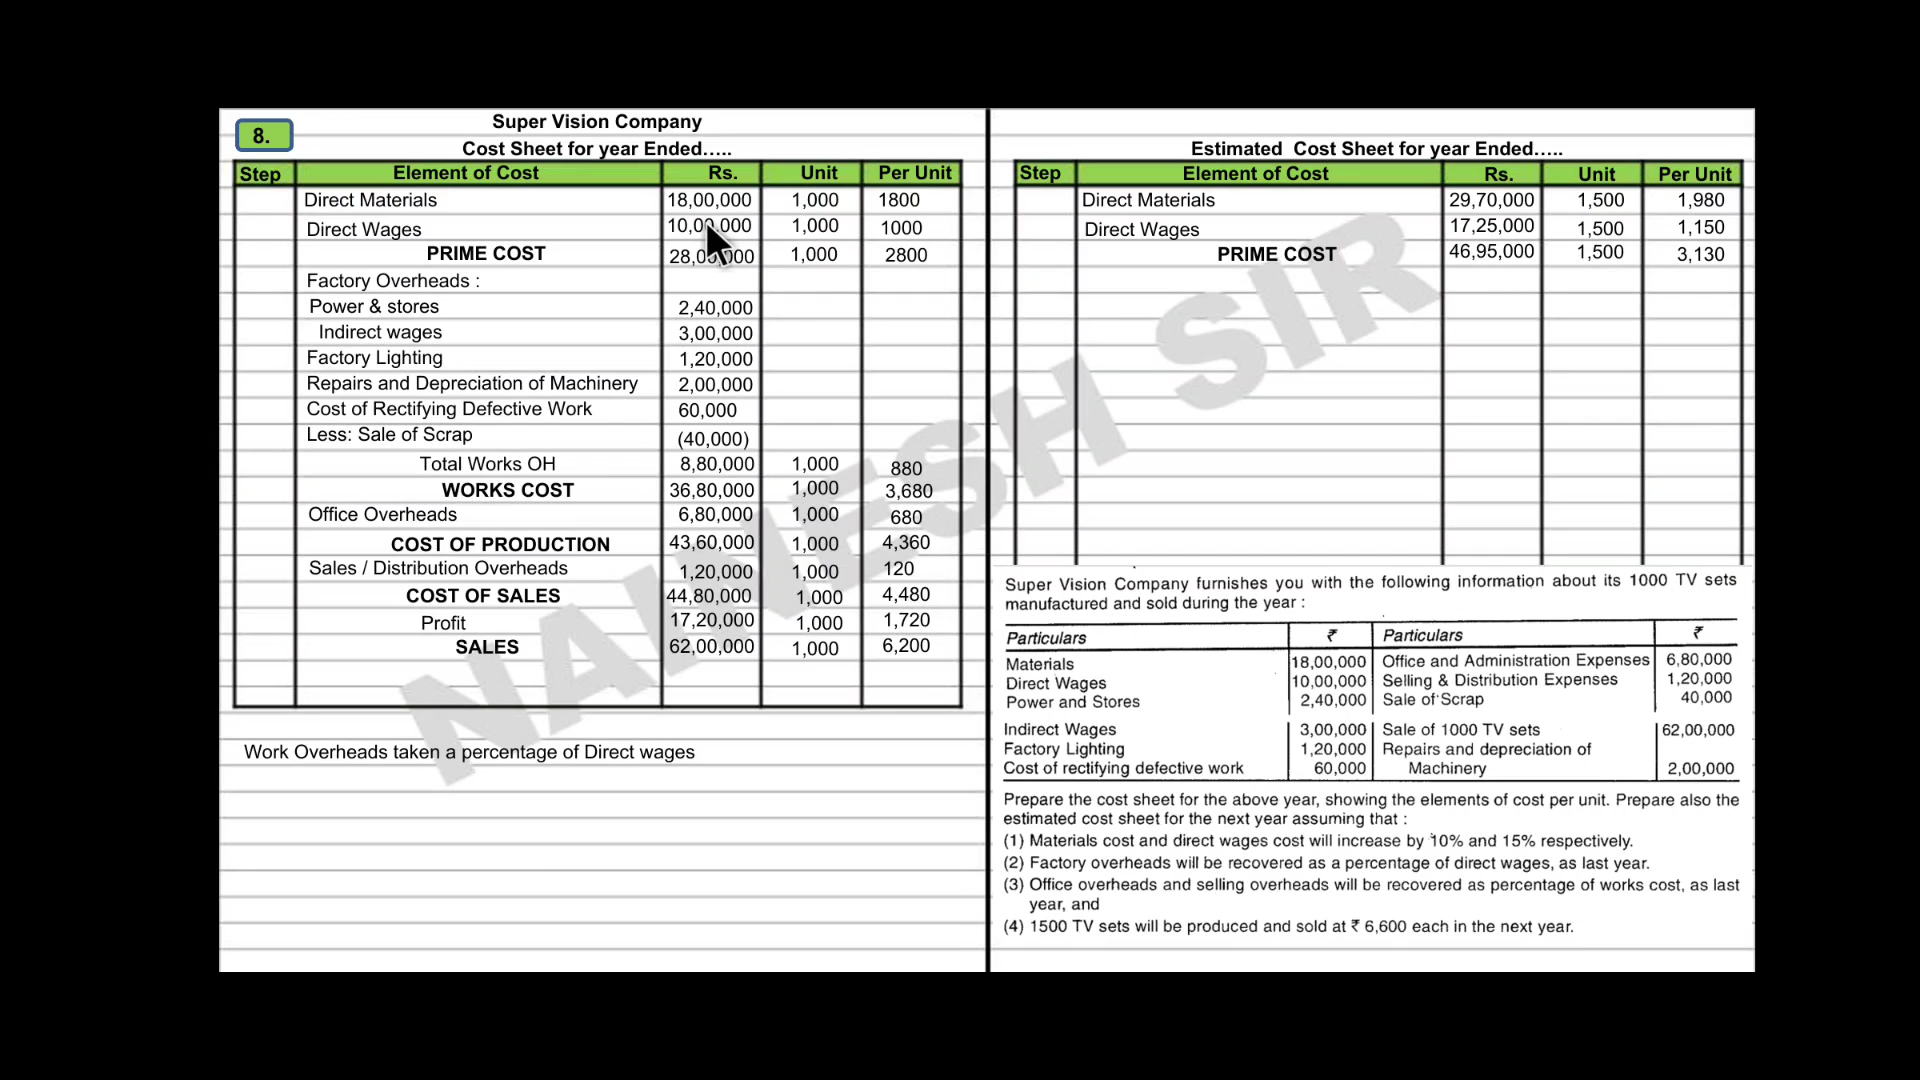 8.
Super Vision Company
Cost Sheet for year Ended…..
Step Element of Cost Rs. Unit Per Unit
Direct Materials 18,00,000 1,000 1800
Direct Wages 1,000 1000
PRIME COST 1,000 2800
Factory Overheads :
Power & stores 2,40,000
Indirect wages 3,00,000
Factory Lighting 1,20,000
Repairs and Depreciation of Machinery 2,00,000
Cost of Rectifying Defective Work 60,000
Less: Sale of Scrap (40,000)
Total Works OH 8,80,000 1,000 880
WORKS COST 36,80,000 1,000 3,680
Office Overheads 6,80,000 1,000 680
COST OF PRODUCTION 43,60,000 1,000 4,360
Sales / Distribution Overheads 1,20,000 1,000 120
COST OF SALES 44,80,000 1,000 4,480
Profit 17,20,000 1,000 1,720
SALES 62,00,000 1,000 6,200
Work Overheads taken a percentage of Direct wages
Estimated Cost Sheet for year Ended…..
Step Element of Cost Rs. Unit Per Unit
Direct Materials 29,70,000 1,500 1,980
Direct Wages 17,25,000 1,500 1,150
PRIME COST 46,95,000 1,500 3,130
Super Vision Company furnishes you with the following information about its 1000 TV sets
manufactured and sold during the year :
Particulars ₹ Particulars ₹
Materials 18,00,000 Office and Administration Expenses 6,80,000
Direct Wages 10,00,000 Selling & Distribution Expenses 1,20,000
Power and Stores 2,40,000 Sale of Scrap 40,000
Indirect Wages 3,00,000 Sale of 1000 TV sets 62,00,000
Factory Lighting 1,20,000 Repairs and depreciation of
Cost of rectifying defective work 60,000 Machinery 2,00,000
Prepare the cost sheet for the above year, showing the elements of cost per unit. Prepare also the
estimated cost sheet for the next year assuming that :
(1) Materials cost and direct wages cost will increase by 10% and 15% respectively.
(2) Factory overheads will be recovered as a percentage of direct wages, as last year.
(3) Office overheads and selling overheads will be recovered as percentage of works cost, as last
year, and
(4) 1500 TV sets will be produced and sold at ₹ 6,600 each in the next year.
NAINESH SIR